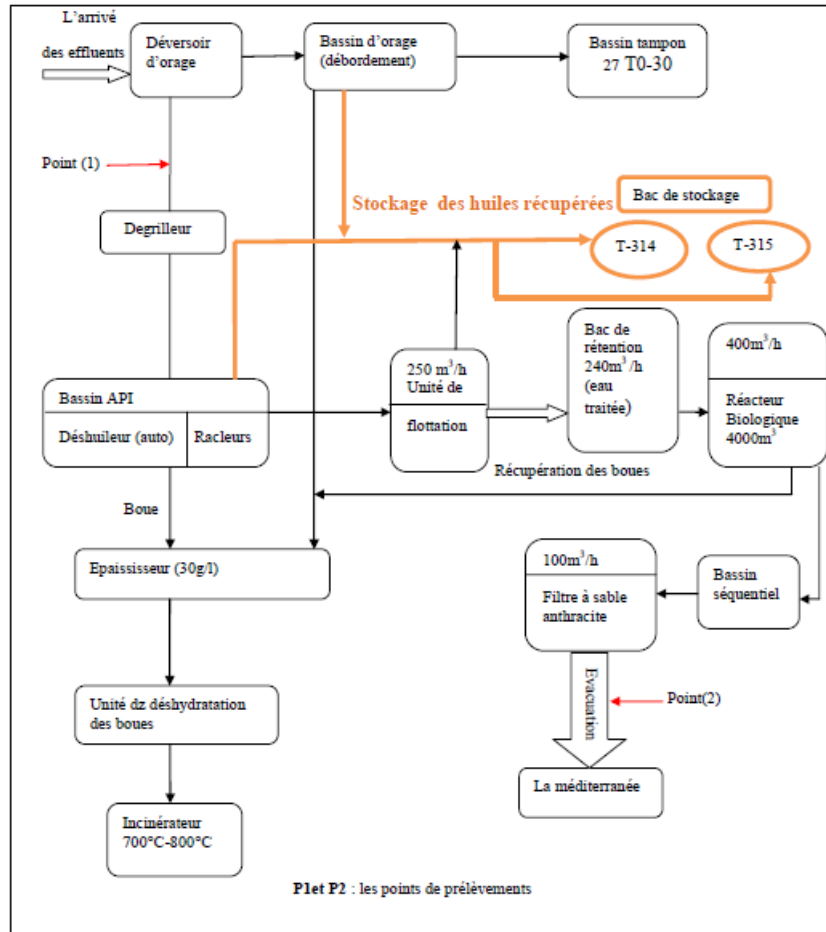 L'arrivé
des effluents
Déversoir
d'orage
Bassin d'orage
(débordement)
Bassin tampon
27 T0-30
Point (1)
Stockage des huiles récupérées
Bac de stockage
Degrilleur
T-314
T-315
Bassin API
Déshuileur (auto)
Racleurs
250 m³/h
Unité de
flottation
Bac de
rétention
240m³/h
(eau
traitée)
400m³/h
Réacteur
Biologique
4000m³
Récupération des boues
Boue
Epaississeur (30g/l)
100m³/h
Filtre à sable
anthracite
Bassin
séquentiel
Evacuation
Point(2)
Unité dz déshydratation
des boues
La méditerranée
Incinérateur
700°C-800°C
P1et P2 : les points de prélèvements